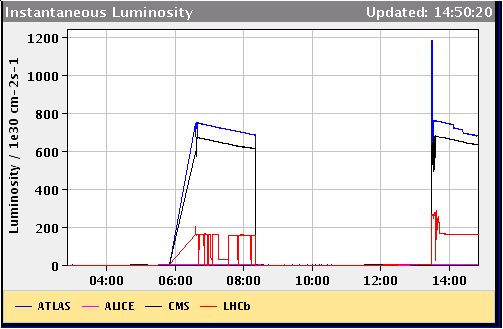 Instantaneous Luminosity Updated: 14:50:20
Luminosity / 1e30 cm-2s-1
1200
1000
800
600
400
200
0
04:00 06:00 08:00 10:00 12:00 14:00
ATLAS ALICE CMS LHCb